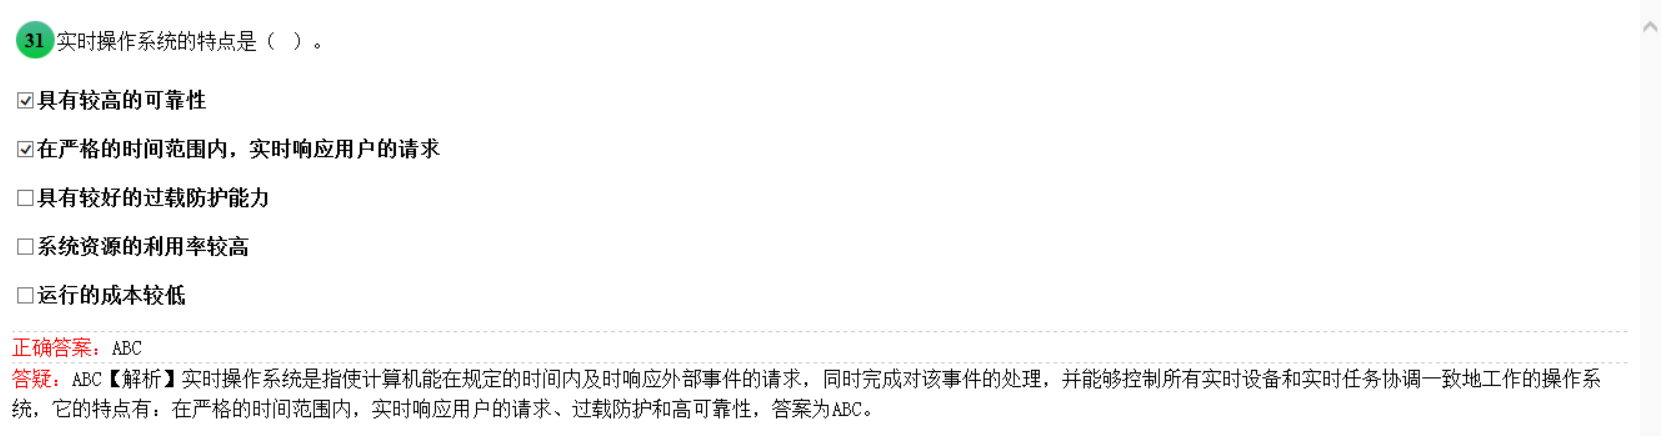 31 实时操作系统的特点是（ ）。
具有较高的可靠性
在严格的时间范围内，实时响应用户的请求
具有较好的过载防护能力
系统资源的利用率较高
运行的成本较低
正确答案：ABC
答疑：ABC【解析】实时操作系统是指使计算机能在规定的时间内及时响应外部事件的请求，同时完成对该事件的处理，并能够控制所有实时设备和实时任务协调一致地工作的操作系
统，它的特点有：在严格的时间范围内，实时响应用户的请求、过载防护和高可靠性，答案为ABC。